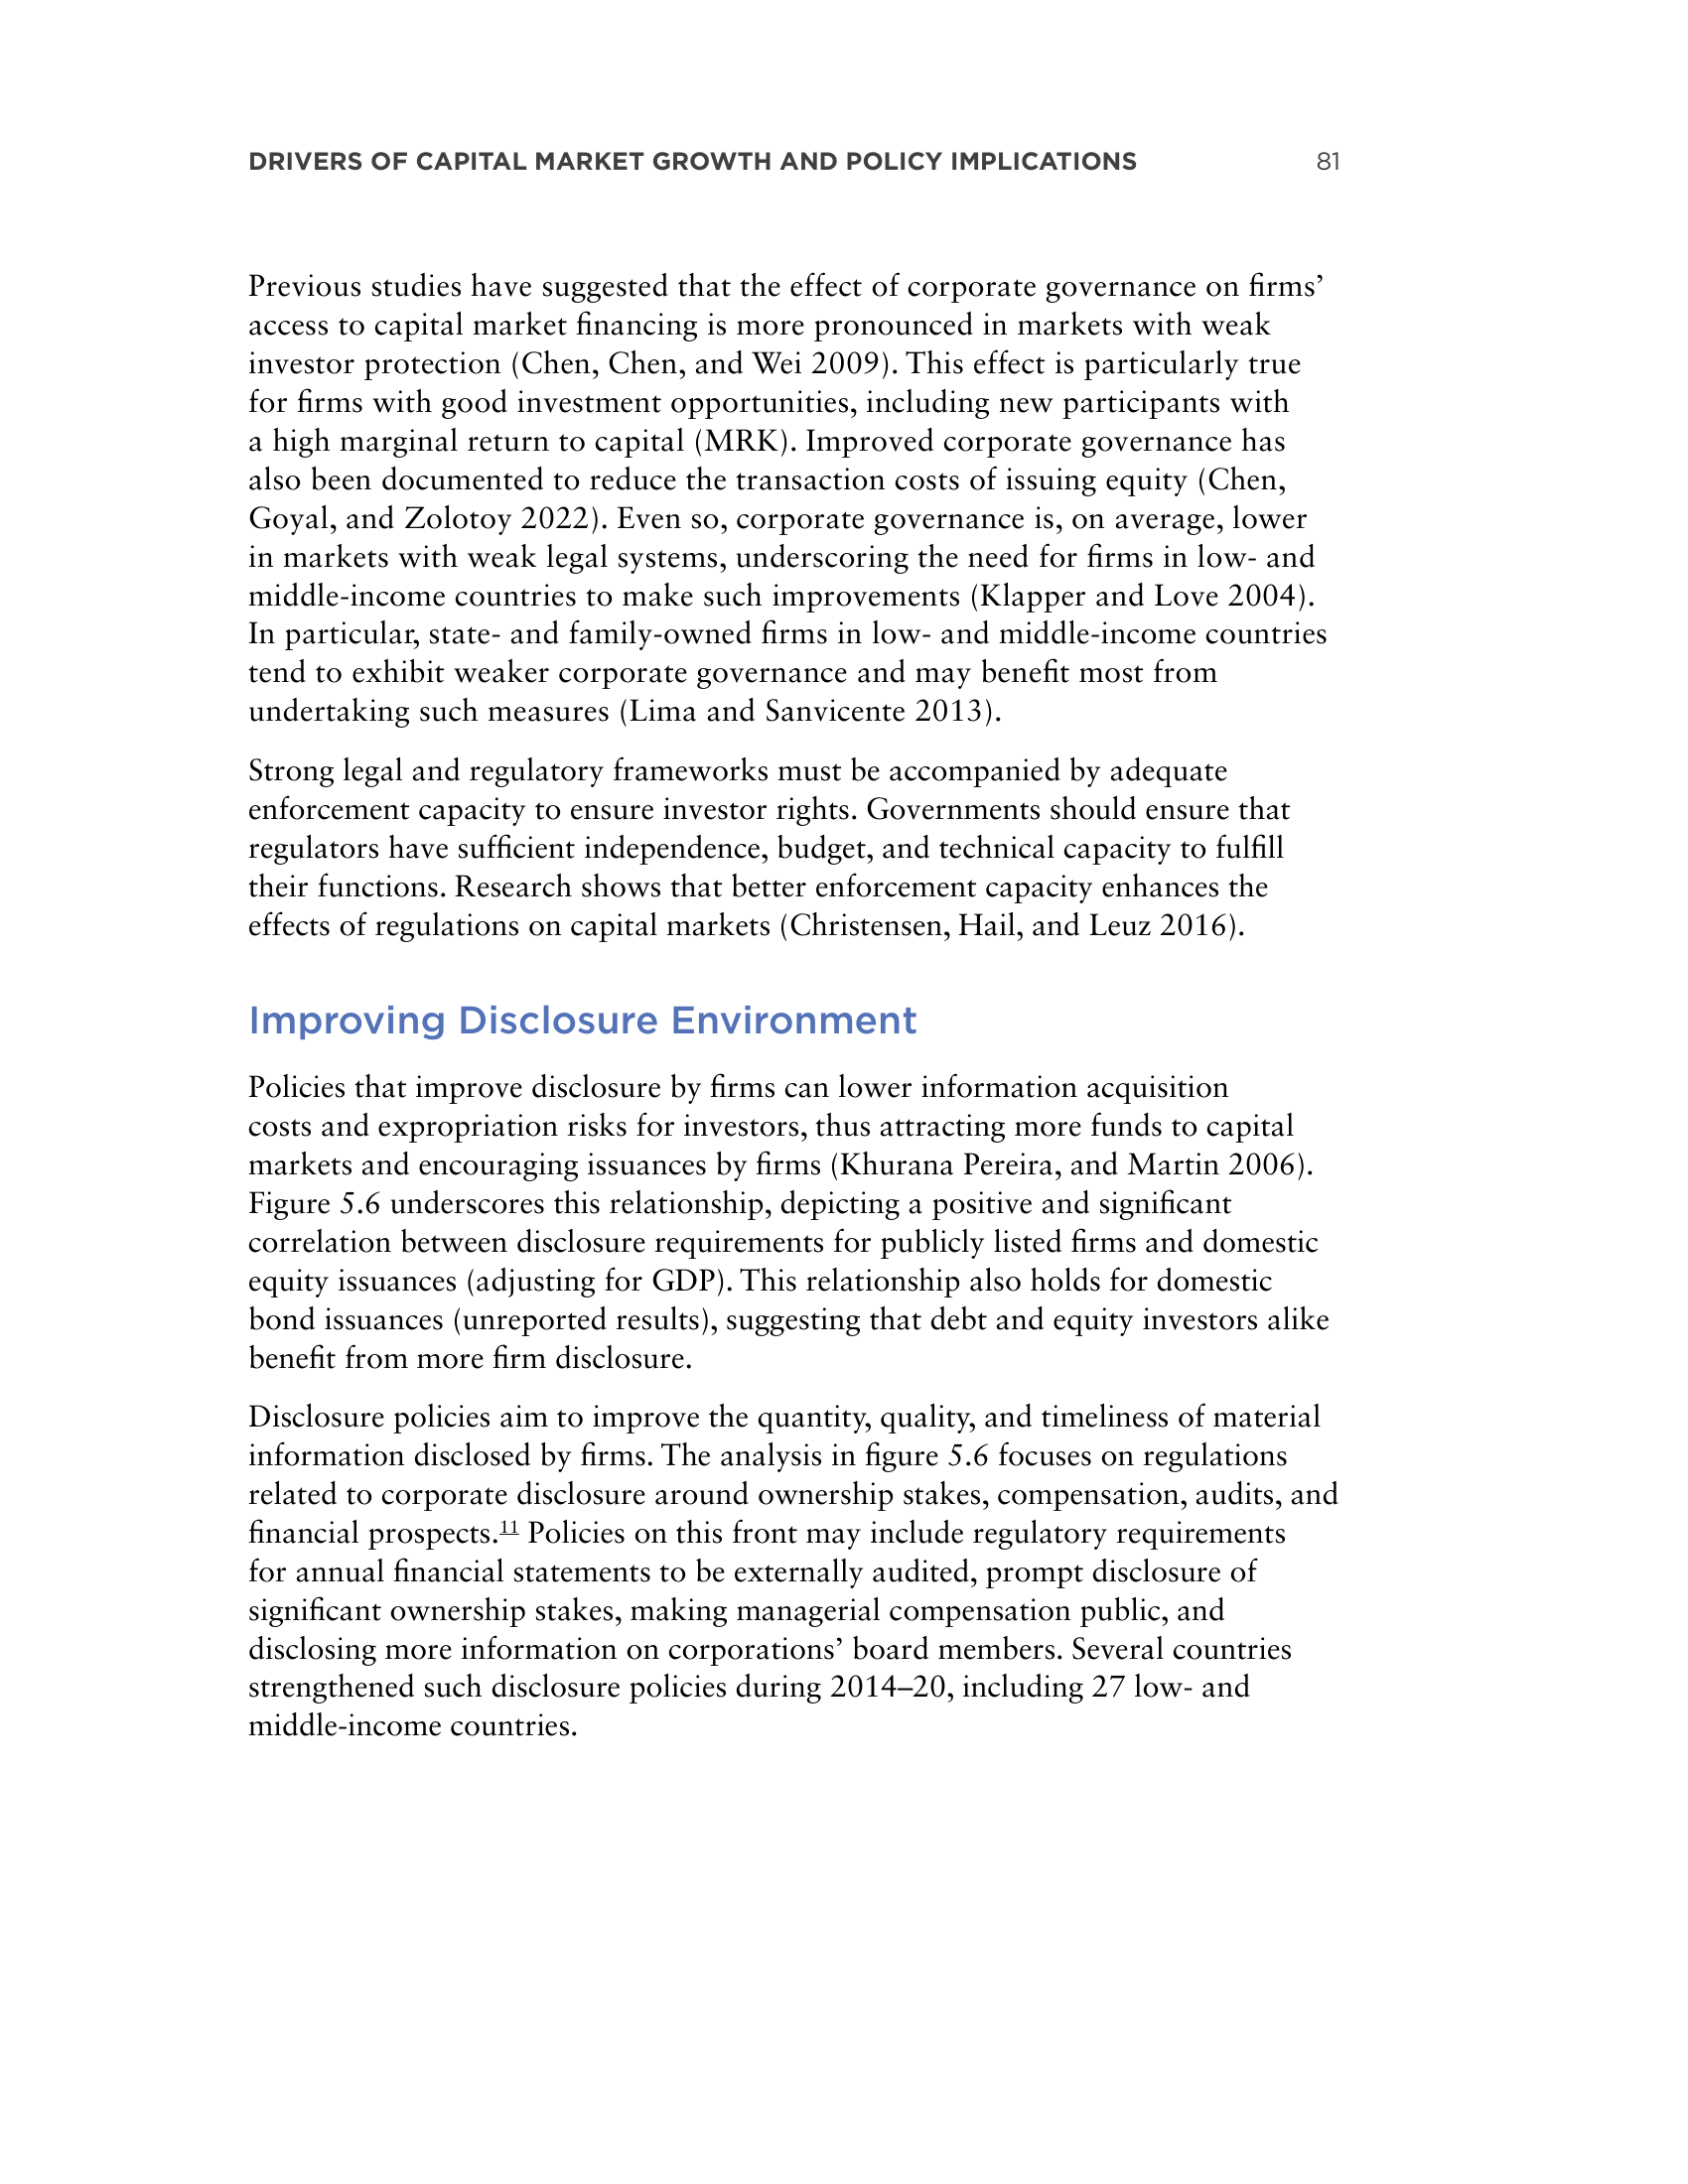 DRIVERS OF CAPITAL MARKET GROWTH AND POLICY IMPLICATIONS 81
Previous studies have suggested that the effect of corporate governance on firms’
access to capital market financing is more pronounced in markets with weak
investor protection (Chen, Chen, and Wei 2009). This effect is particularly true
for firms with good investment opportunities, including new participants with
a high marginal return to capital (MRK). Improved corporate governance has
also been documented to reduce the transaction costs of issuing equity (Chen,
Goyal, and Zolotoy 2022). Even so, corporate governance is, on average, lower
in markets with weak legal systems, underscoring the need for firms in low- and
middle-income countries to make such improvements (Klapper and Love 2004).
In particular, state- and family-owned firms in low- and middle-income countries
tend to exhibit weaker corporate governance and may benefit most from
undertaking such measures (Lima and Sanvicente 2013).
Strong legal and regulatory frameworks must be accompanied by adequate
enforcement capacity to ensure investor rights. Governments should ensure that
regulators have sufficient independence, budget, and technical capacity to fulfill
their functions. Research shows that better enforcement capacity enhances the
effects of regulations on capital markets (Christensen, Hail, and Leuz 2016).
Improving Disclosure Environment
Policies that improve disclosure by firms can lower information acquisition
costs and expropriation risks for investors, thus attracting more funds to capital
markets and encouraging issuances by firms (Khurana Pereira, and Martin 2006).
Figure 5.6 underscores this relationship, depicting a positive and significant
correlation between disclosure requirements for publicly listed firms and domestic
equity issuances (adjusting for GDP). This relationship also holds for domestic
bond issuances (unreported results), suggesting that debt and equity investors alike
benefit from more firm disclosure.
Disclosure policies aim to improve the quantity, quality, and timeliness of material
information disclosed by firms. The analysis in figure 5.6 focuses on regulations
related to corporate disclosure around ownership stakes, compensation, audits, and
financial prospects.11 Policies on this front may include regulatory requirements
for annual financial statements to be externally audited, prompt disclosure of
significant ownership stakes, making managerial compensation public, and
disclosing more information on corporations’ board members. Several countries
strengthened such disclosure policies during 2014–20, including 27 low- and
middle-income countries.